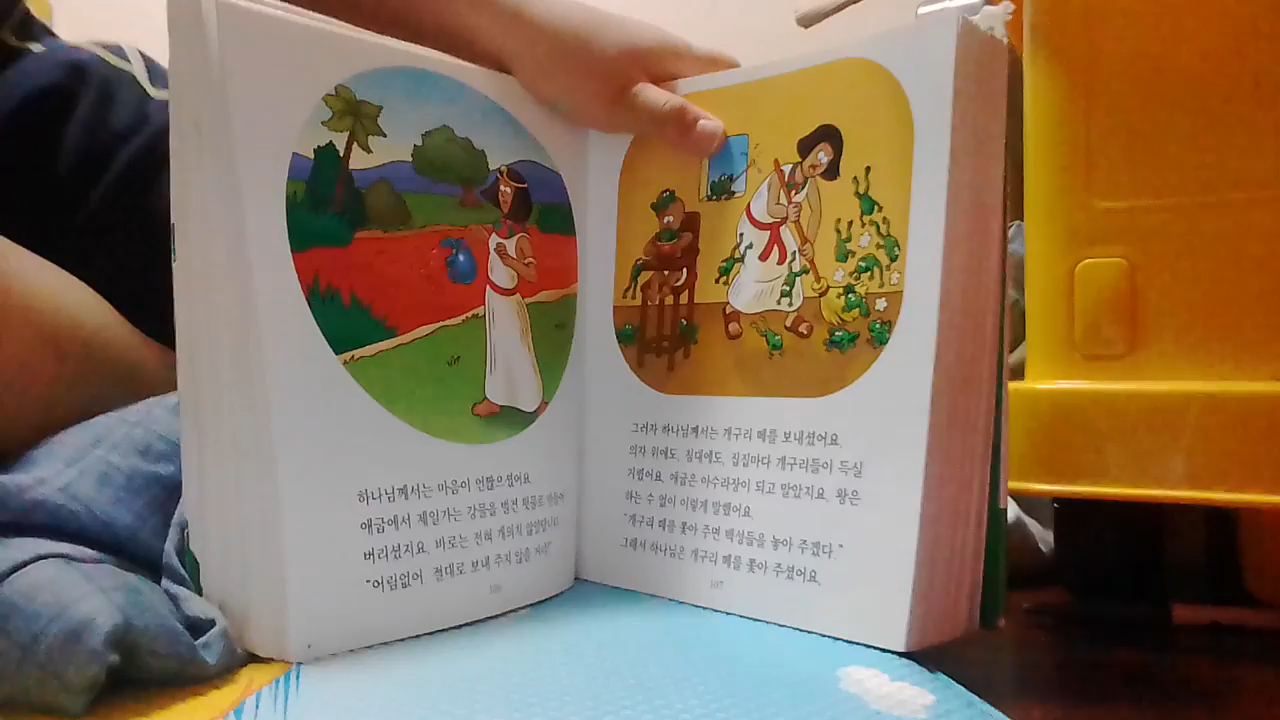 하나님께서는 마음이 언짢으셨어요.
애굽에서 제일가는 강물을 뻘건 핏물로 만들어
버리셨지요. 바로는 전혀 개의치 않았답니다.
"어림없어 절대로 보내 주지 않을 거야!"
106
그러자 하나님께서는 개구리 떼를 보내셨어요.
의자 위에도, 침대에도, 집집마다 개구리들이 득실
거렸어요. 애굽은 아수라장이 되고 말았지요. 왕은
하는 수 없이 이렇게 말했어요.
"개구리 떼를 쫓아 주면 백성들을 놓아 주겠다."
그래서 하나님은 개구리 떼를 쫓아 주셨어요.
107